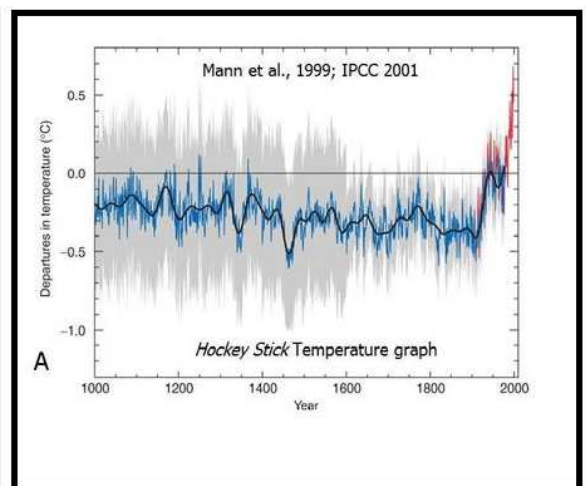 Mann et al., 1999; IPCC 2001
Departures in temperature (°C)
0.5
0.0
−0.5
−1.0
Hockey Stick Temperature graph
A
1000 1200 1400 1600 1800 2000
Year